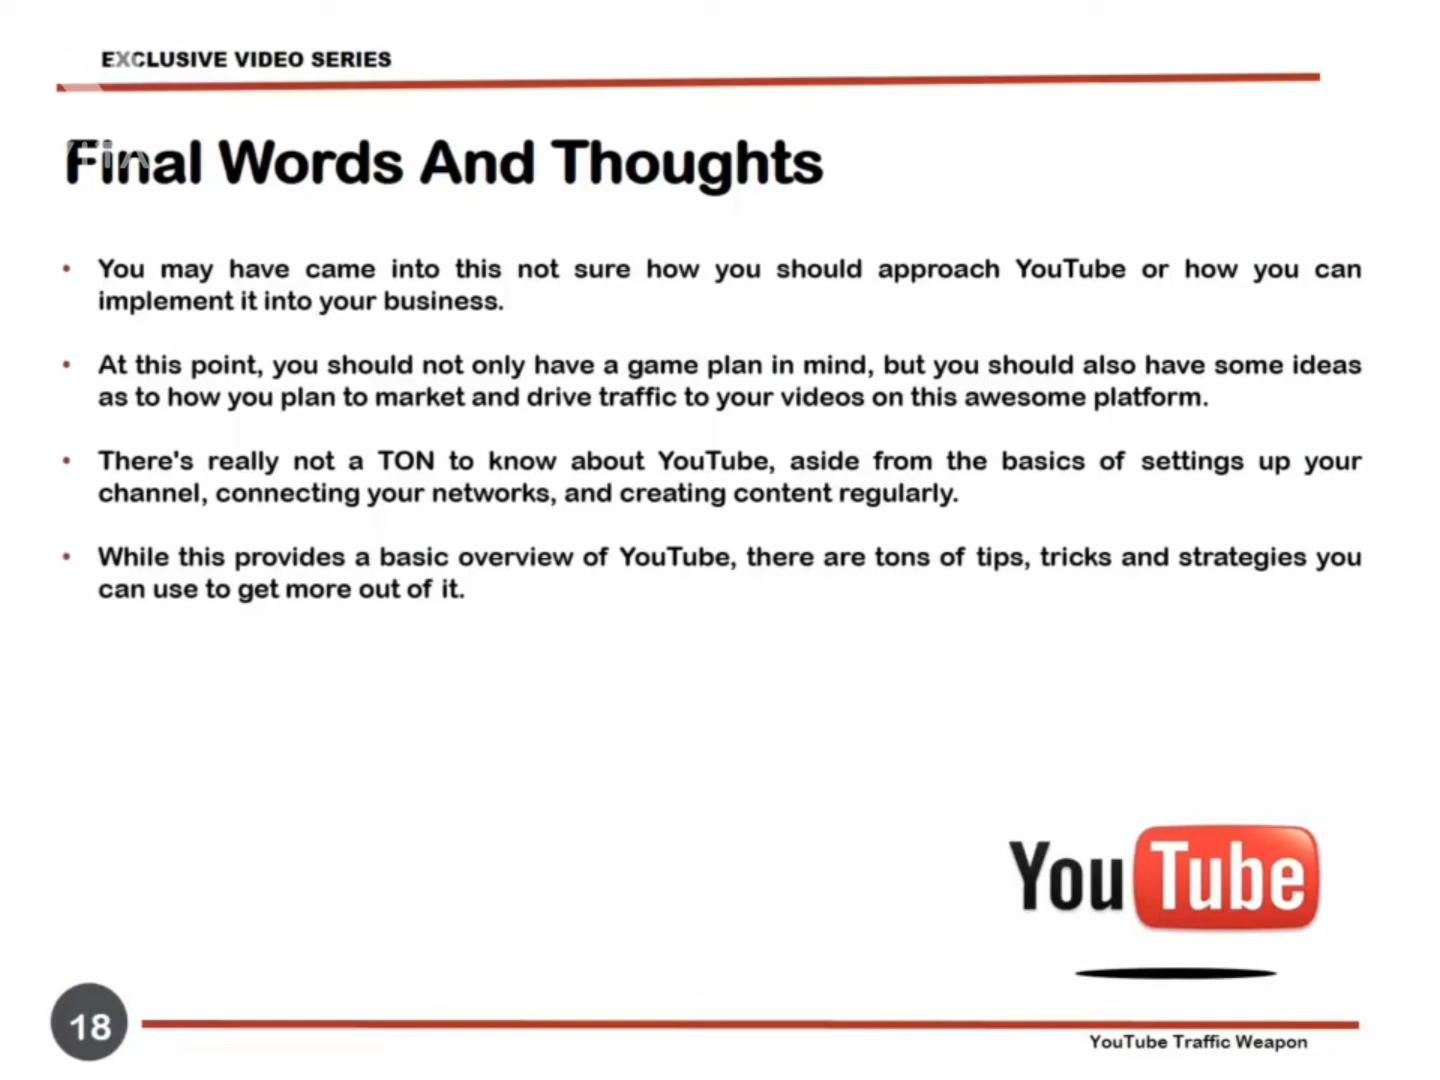 EXCLUSIVE VIDEO SERIES
Final Words And Thoughts
• You may have came into this not sure how you should approach YouTube or how you can
implement it into your business.
• At this point, you should not only have a game plan in mind, but you should also have some ideas
as to how you plan to market and drive traffic to your videos on this awesome platform.
• There's really not a TON to know about YouTube, aside from the basics of settings up your
channel, connecting your networks, and creating content regularly.
• While this provides a basic overview of YouTube, there are tons of tips, tricks and strategies you
can use to get more out of it.
YouTube
18
YouTube Traffic Weapon